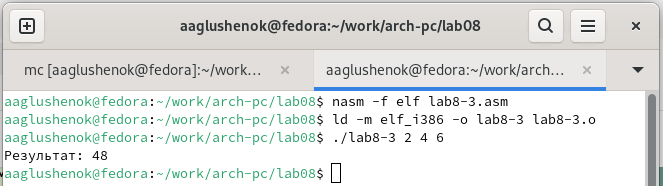 aaglushenok@fedora:~/work/arch-pc/lab08
mc [aaglushenok@fedora]:~/work...
aaglushenok@fedora:~/work/arch...
aaglushenok@fedora:~/work/arch-pc/lab08$ nasm -f elf lab8-3.asm
aaglushenok@fedora:~/work/arch-pc/lab08$ ld -m elf_i386 -o lab8-3 lab8-3.o
aaglushenok@fedora:~/work/arch-pc/lab08$ ./lab8-3 2 4 6
Результат: 48
aaglushenok@fedora:~/work/arch-pc/lab08$